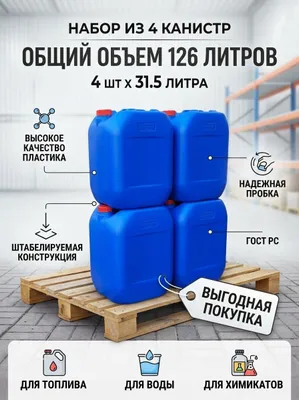 НАБОР ИЗ 4 КАНИСТР
ОБЩИЙ ОБЪЕМ 126 ЛИТРОВ
4 ШТ X 31.5 ЛИТРА
ВЫСОКОЕ
КАЧЕСТВО
ПЛАСТИКА
НАДЕЖНАЯ
ПРОБКА
ШТАБЕЛИРУЕМАЯ
КОНСТРУКЦИЯ
ГОСТ РС
ВЫГОДНАЯ
ПОКУПКА
ДЛЯ ТОПЛИВА
ДЛЯ ВОДЫ
ДЛЯ ХИМИКАТОВ